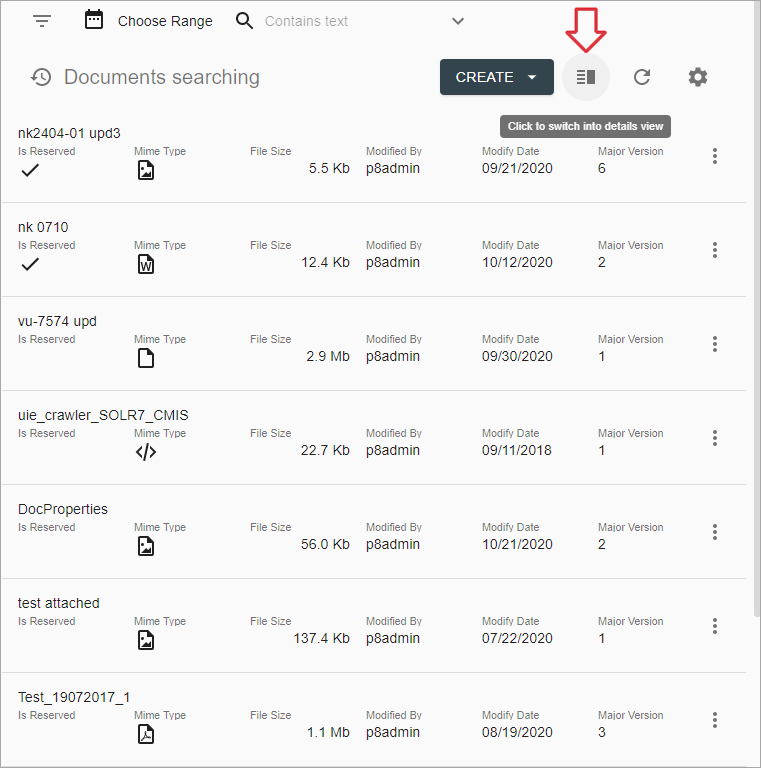 Choose Range Contains text
Documents searching CREATE
Click to switch into details view
nk2404-01 upd3
Is Reserved Mime Type File Size Modified By Modify Date Major Version
5.5 Kb p8admin 09/21/2020 6
nk 0710
Is Reserved Mime Type File Size Modified By Modify Date Major Version
12.4 Kb p8admin 10/12/2020 2
vu-7574 upd
Is Reserved Mime Type File Size Modified By Modify Date Major Version
2.9 Mb p8admin 09/30/2020 1
uie_crawler_SOLR7_CMIS
Is Reserved Mime Type File Size Modified By Modify Date Major Version
22.7 Kb p8admin 09/11/2018 1
DocProperties
Is Reserved Mime Type File Size Modified By Modify Date Major Version
56.0 Kb p8admin 10/21/2020 2
test attached
Is Reserved Mime Type File Size Modified By Modify Date Major Version
137.4 Kb p8admin 07/22/2020 1
Test_19072017_1
Is Reserved Mime Type File Size Modified By Modify Date Major Version
1.1 Mb p8admin 08/19/2020 3